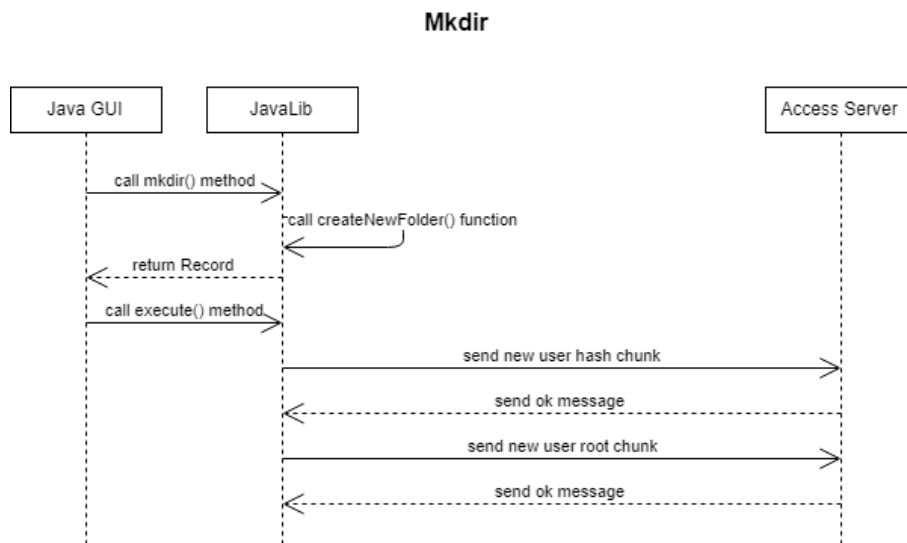 Mkdir
Java GUI
JavaLib
Access Server
call mkdir() method
call createNewFolder() function
return Record
call execute() method
send new user hash chunk
send ok message
send new user root chunk
send ok message